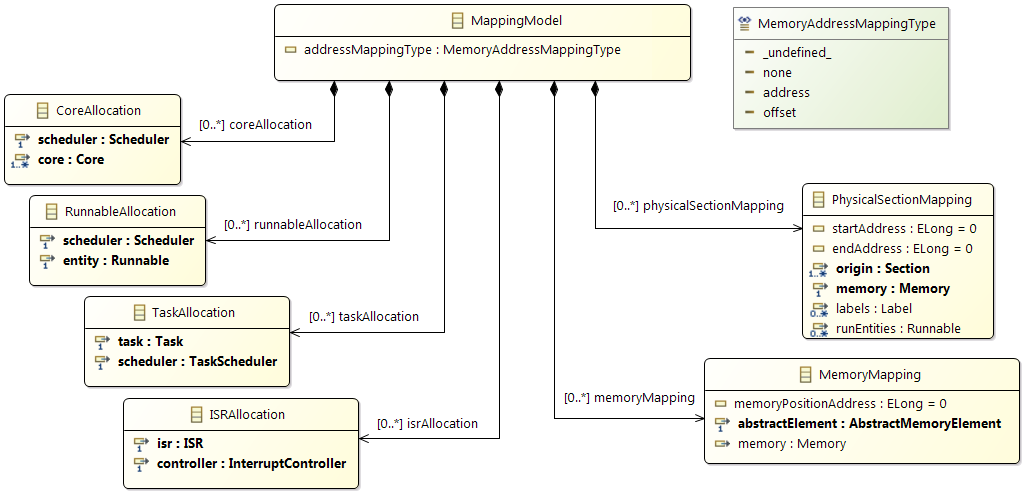 MappingModel
addressMappingType : MemoryAddressMappingType
MemoryAddressMappingType
_undefined_
none
address
offset
CoreAllocation
1 scheduler : Scheduler
1..* core : Core
[0..*] coreAllocation
RunnableAllocation
1 scheduler : Scheduler
1 entity : Runnable
[0..*] runnableAllocation
TaskAllocation
1 task : Task
1 scheduler : TaskScheduler
[0..*] taskAllocation
ISRAllocation
1 isr : ISR
1 controller : InterruptController
[0..*] isrAllocation
[0..*] physicalSectionMapping
PhysicalSectionMapping
startAddress : ELong = 0
endAddress : ELong = 0
1..* origin : Section
1 memory : Memory
0..* labels : Label
0..* runEntities : Runnable
[0..*] memoryMapping
MemoryMapping
memoryPositionAddress : ELong = 0
1 abstractElement : AbstractMemoryElement
memory : Memory